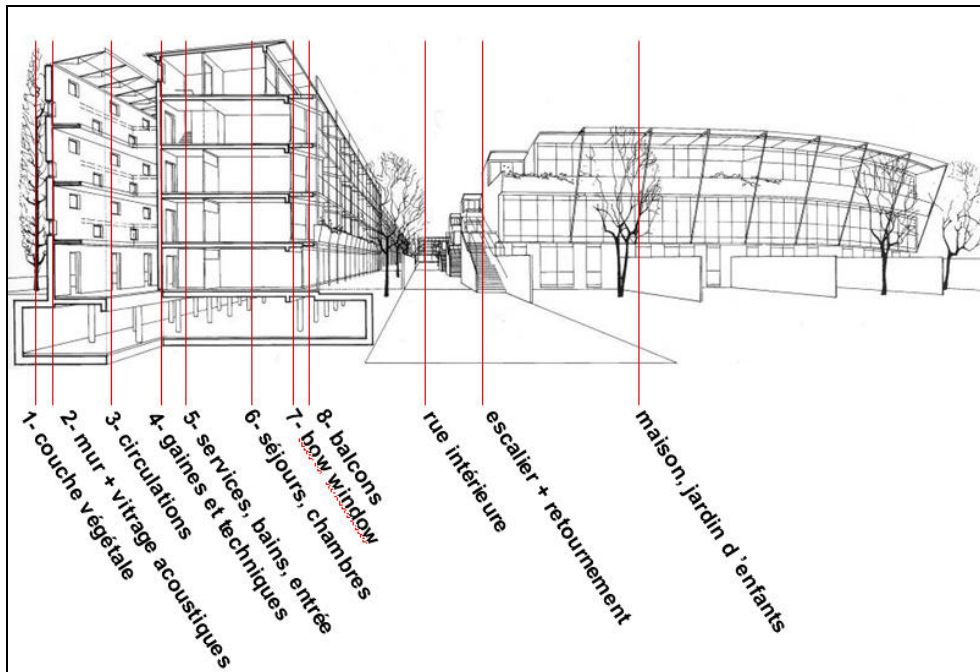 1- couche végétale
2- mur + vitrage acoustiques
3- circulations
4- gaines et techniques
5- services, bains, entrée
6- séjours, chambres
7- bow window
8- balcons
rue intérieure
escalier + retournement
maison, jardin d ’enfants